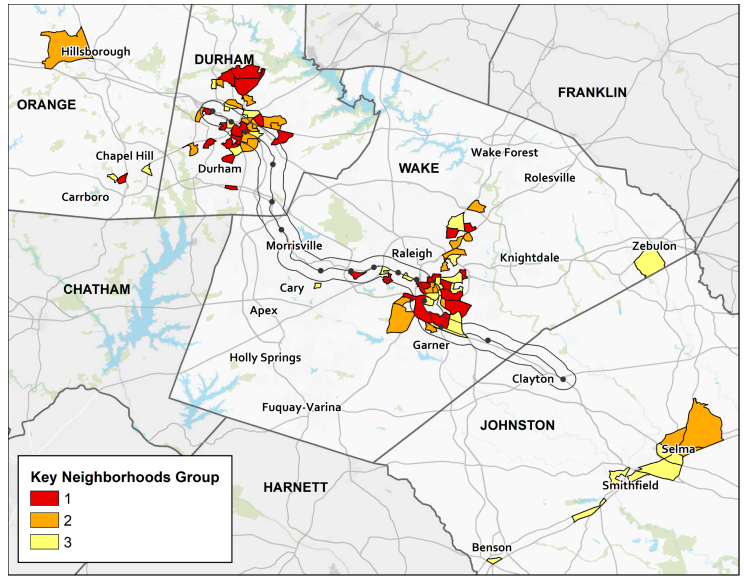 Hillsborough
DURHAM
FRANKLIN
ORANGE
Chapel Hill
Wake Forest
WAKE
Durham
Rolesville
Carrboro
Morrisville
Raleigh
Zebulon
Knightdale
CHATHAM
Cary
Apex
Garner
Holly Springs
Clayton
Fuquay-Varina
JOHNSTON
Selma
Key Neighborhoods Group
1
2
3
HARNETT
Smithfield
Benson